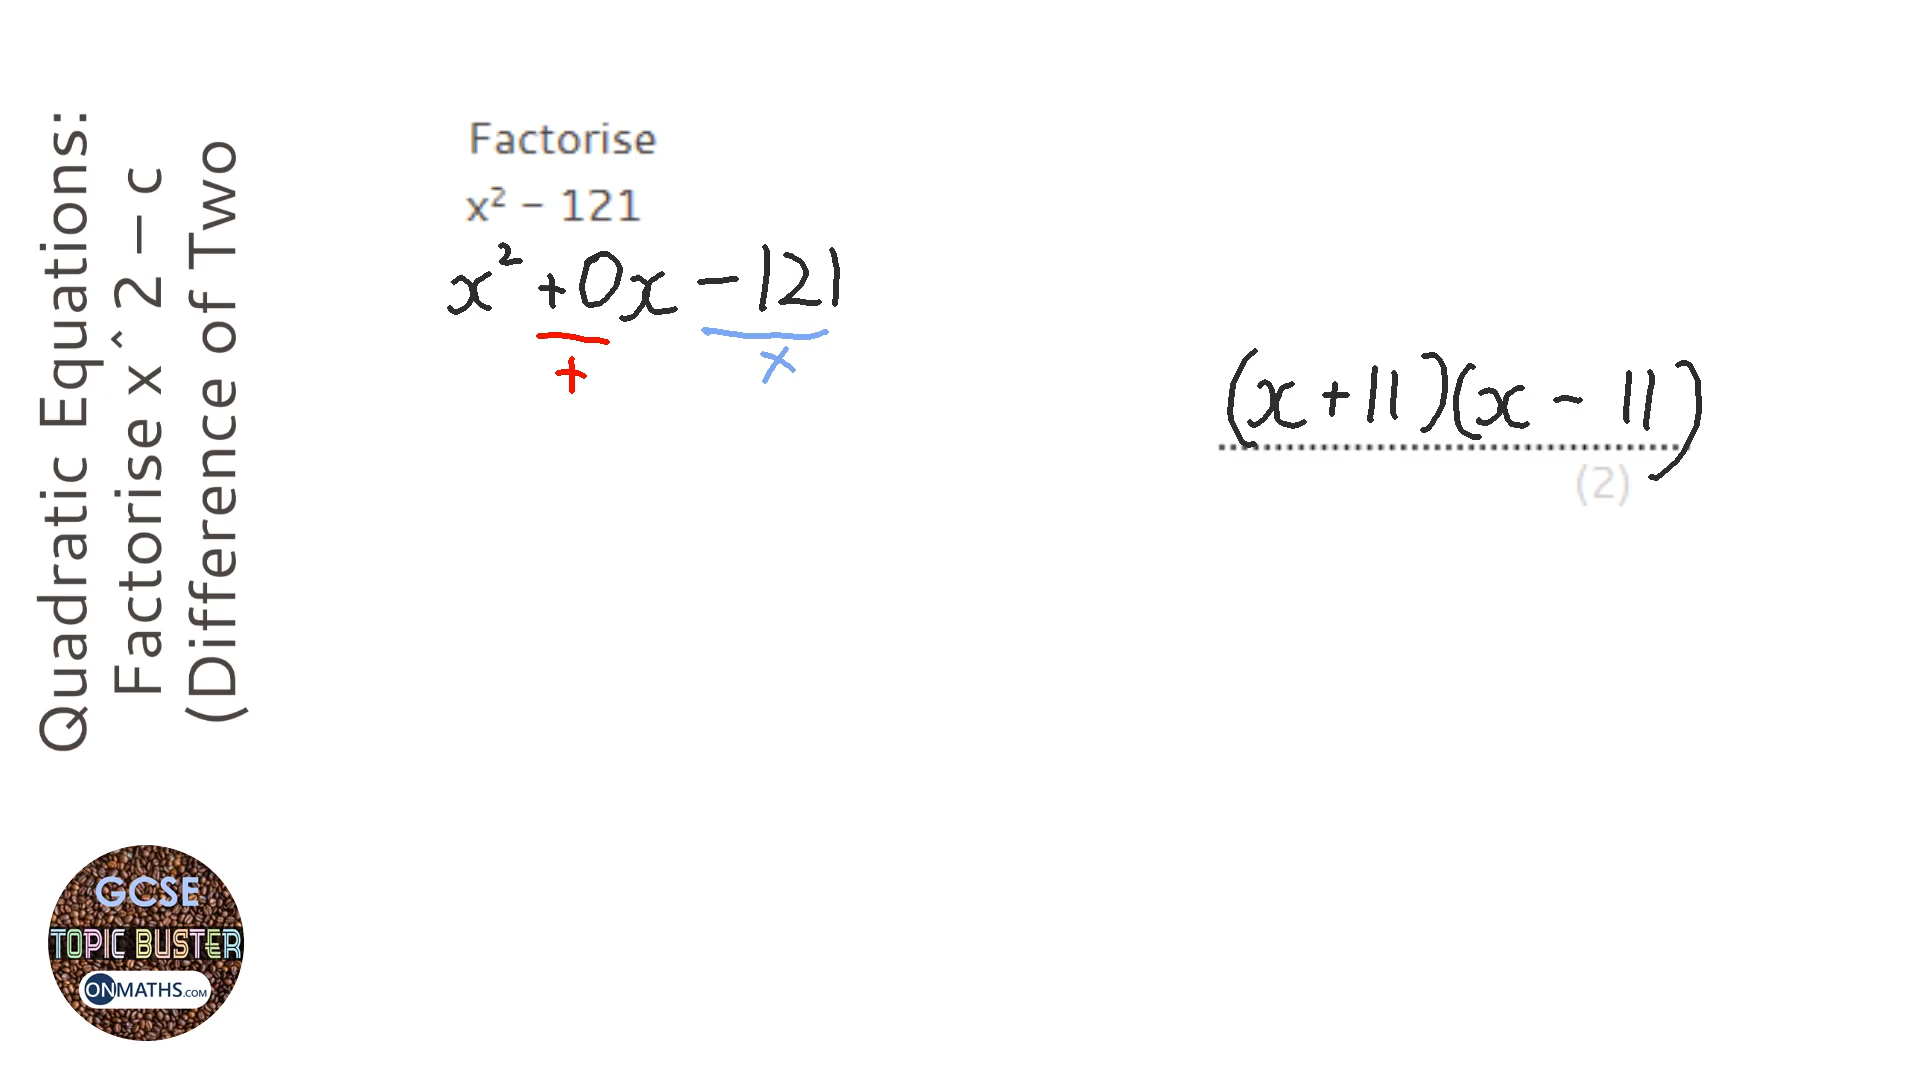 Quadratic Equations:
Factorise x^2 – c
(Difference of Two
Factorise
x² - 121
x² +0x -121
+ ×
(x+11)(x - 11)
(2)
GCSE
TOPIC BUSTER
ONMATHS.COM